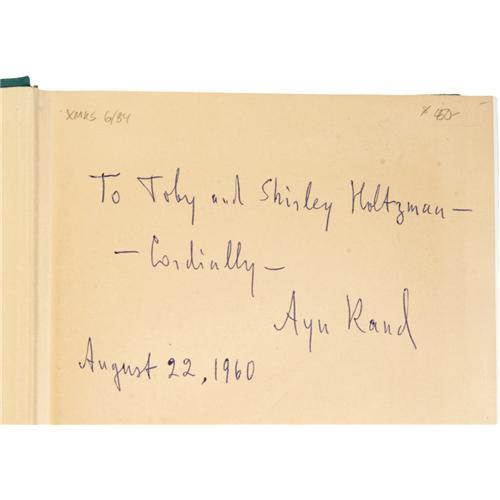 XMAS 6/84
450-
To Toby and Shirley Holtzman —
— Cordially —
Ayn Rand
August 22, 1960